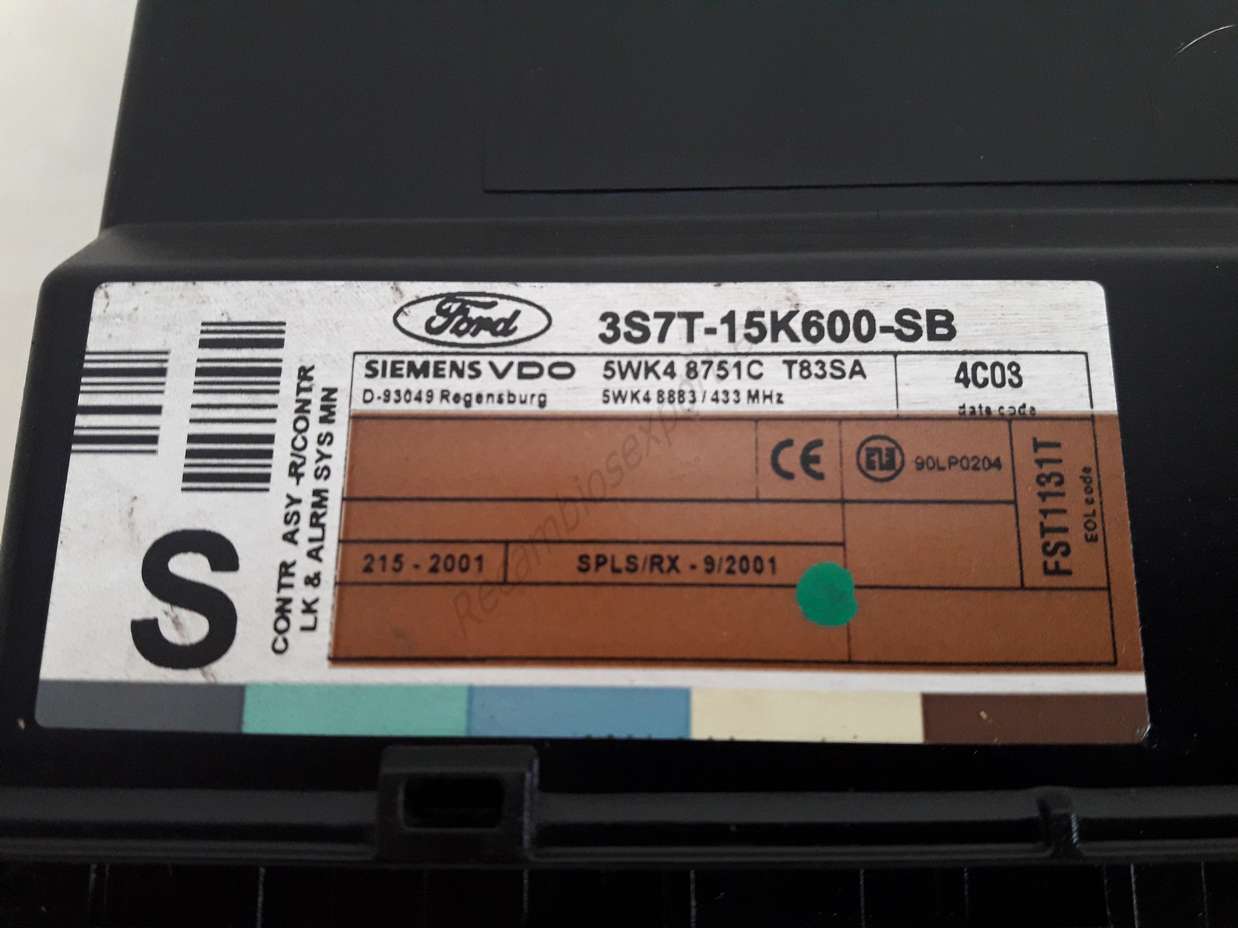 Ford
3S7T-15K600-SB
SIEMENS VDO 5WK4 8751C T83SA
D-93049 Regensburg 5WK4 8883 / 433 MHz
4C03
date code
CE
90LP0204
FST1131T
EOL code
215 - 2001
SPLS/RX - 9/2001
S
CONTR ASY -R/CONTR
LK & ALRM SYS MN
Recambiosexpor